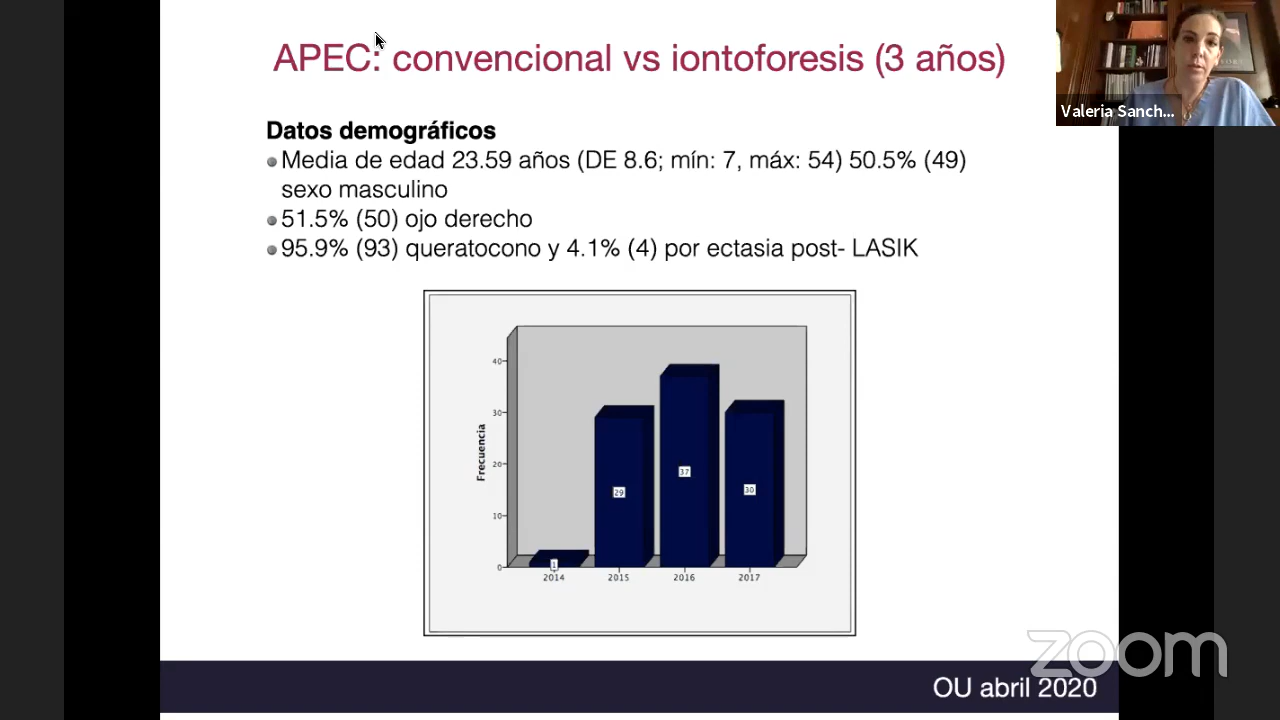 APEC: convencional vs iontoforesis (3 años)
Valeria Sanch...
Datos demográficos
Media de edad 23.59 años (DE 8.6; mín: 7, máx: 54) 50.5% (49)
sexo masculino
51.5% (50) ojo derecho
95.9% (93) queratocono y 4.1% (4) por ectasia post- LASIK
Frecuencia
40
30
20
10
0
1
29
37
30
2014 2015 2016 2017
zoom
OU abril 2020